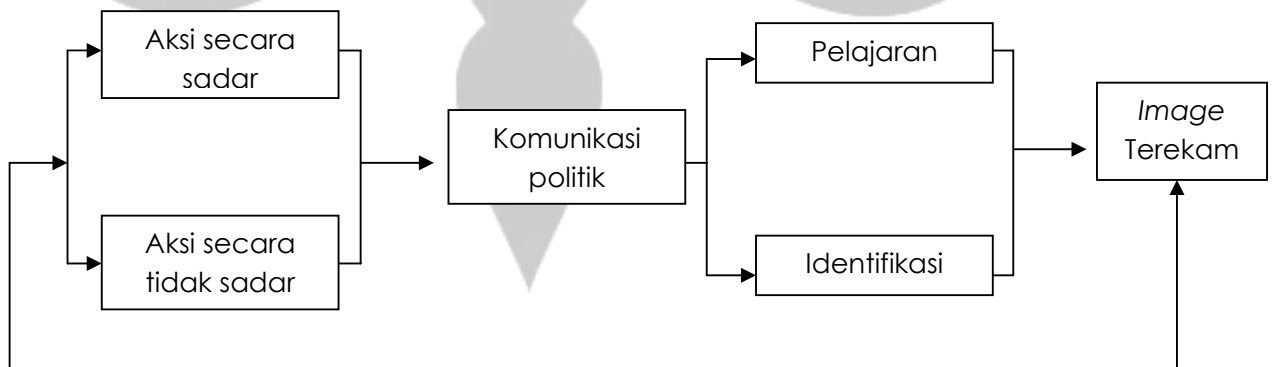 Aksi secara
sadar
Aksi secara
tidak sadar
Komunikasi
politik
Pelajaran
Identifikasi
Image
Terekam